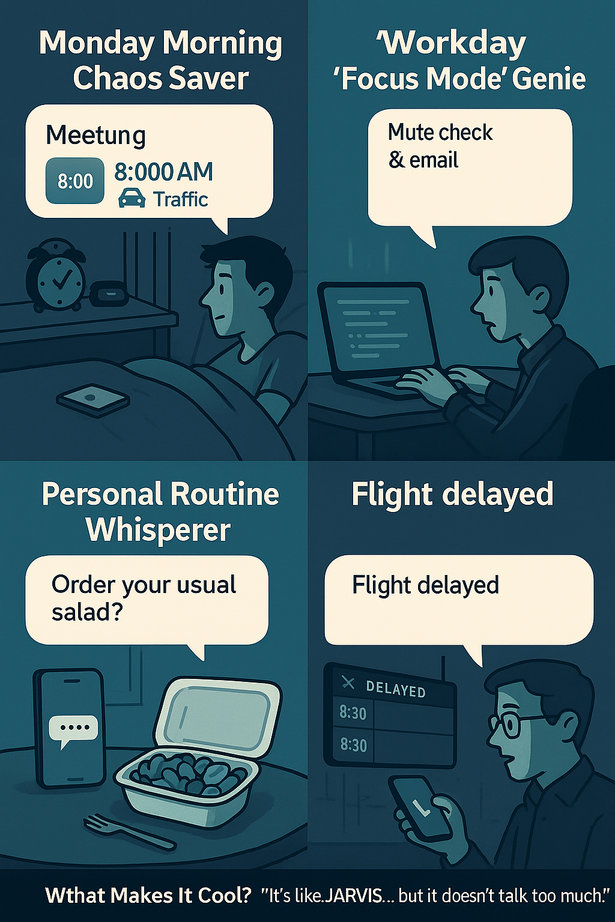 Monday Morning
Chaos Saver
Meetung
8:00
8:000 AM
Traffic
'Workday
'Focus Mode' Genie
Mute check
& email
Personal Routine
Whisperer
Order your usual
salad?
Flight delayed
Flight delayed
DELAYED
8:30
8:30
What Makes It Cool? "It's like.JARVIS... but it doesn't talk too much."